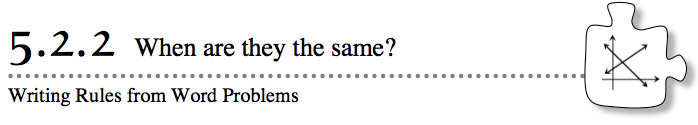 5.2.2 When are they the same?
Writing Rules from Word Problems